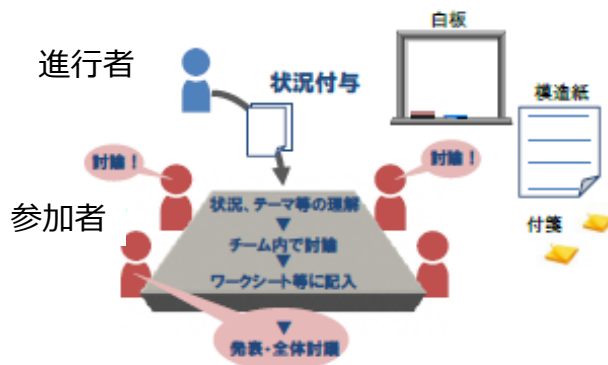 白板
進行者
状況付与
模造紙
討論！
討論！
状況、テーマ等の理解
参加者
付箋
▼
チーム内で討論
▼
ワークシート等に記入
▼
発表・全体討議